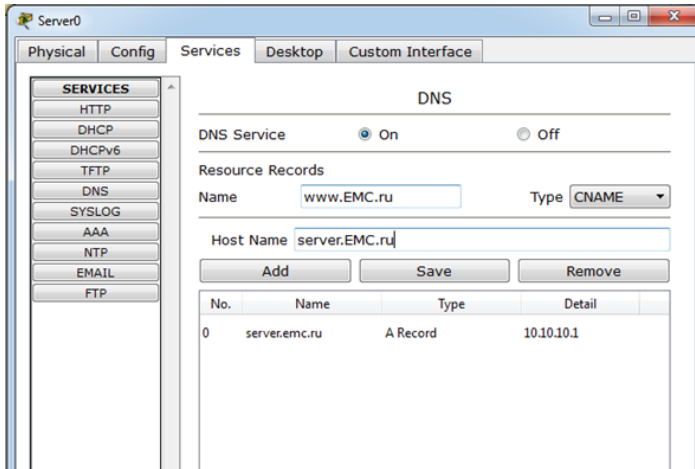 Server0
Physical Config Services Desktop Custom Interface
SERVICES
HTTP
DHCP
DHCPv6
TFTP
DNS
SYSLOG
AAA
NTP
EMAIL
FTP
DNS
DNS Service On Off
Resource Records
Name www.EMC.ru Type CNAME
Host Name server.EMC.ru
Add Save Remove
No. Name Type Detail
0 server.emc.ru A Record 10.10.10.1